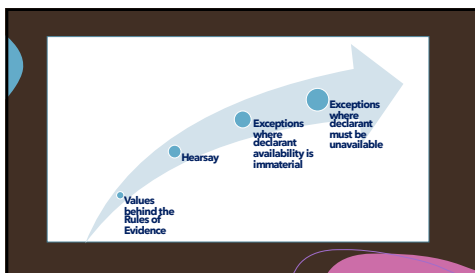 Values
behind the
Rules of
Evidence
Hearsay
Exceptions
where
declarant
availability is
immaterial
Exceptions
where
declarant
must be
unavailable